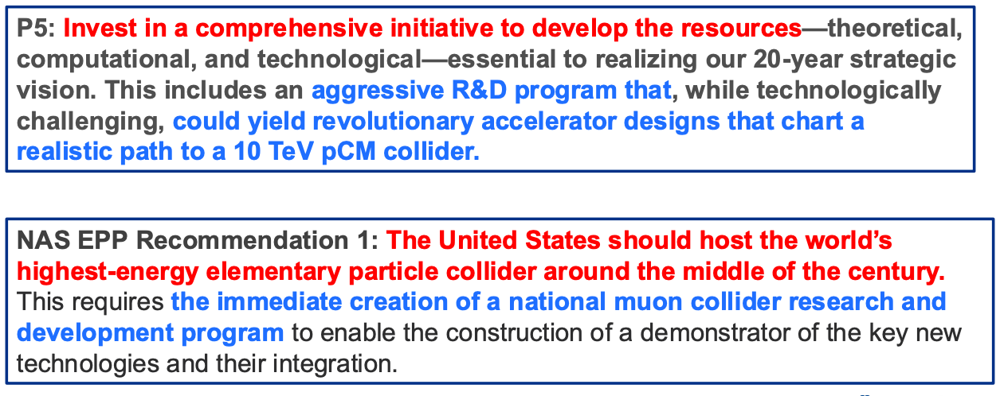 P5: Invest in a comprehensive initiative to develop the resources—theoretical,
computational, and technological—essential to realizing our 20-year strategic
vision. This includes an aggressive R&D program that, while technologically
challenging, could yield revolutionary accelerator designs that chart a
realistic path to a 10 TeV pCM collider.
NAS EPP Recommendation 1: The United States should host the world’s
highest-energy elementary particle collider around the middle of the century.
This requires the immediate creation of a national muon collider research and
development program to enable the construction of a demonstrator of the key new
technologies and their integration.